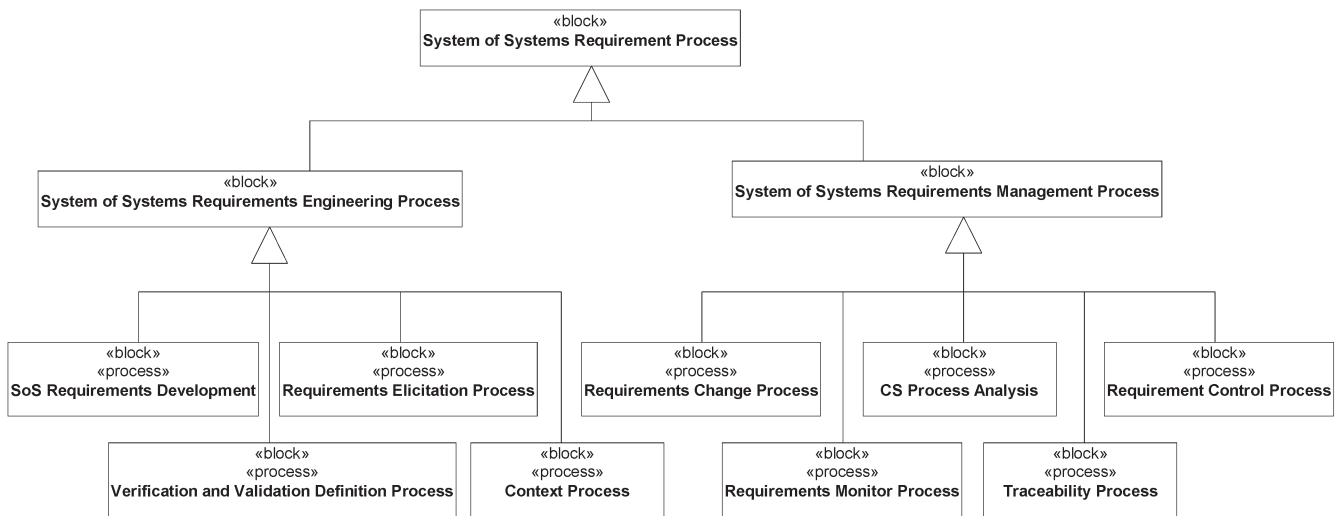 «block»
System of Systems Requirement Process
«block»
System of Systems Requirements Engineering Process
«block»
System of Systems Requirements Management Process
«block»
«process»
SoS Requirements Development
«block»
«process»
Requirements Elicitation Process
«block»
«process»
Requirements Change Process
«block»
«process»
CS Process Analysis
«block»
«process»
Requirement Control Process
«block»
«process»
Verification and Validation Definition Process
«block»
«process»
Context Process
«block»
«process»
Requirements Monitor Process
«block»
«process»
Traceability Process